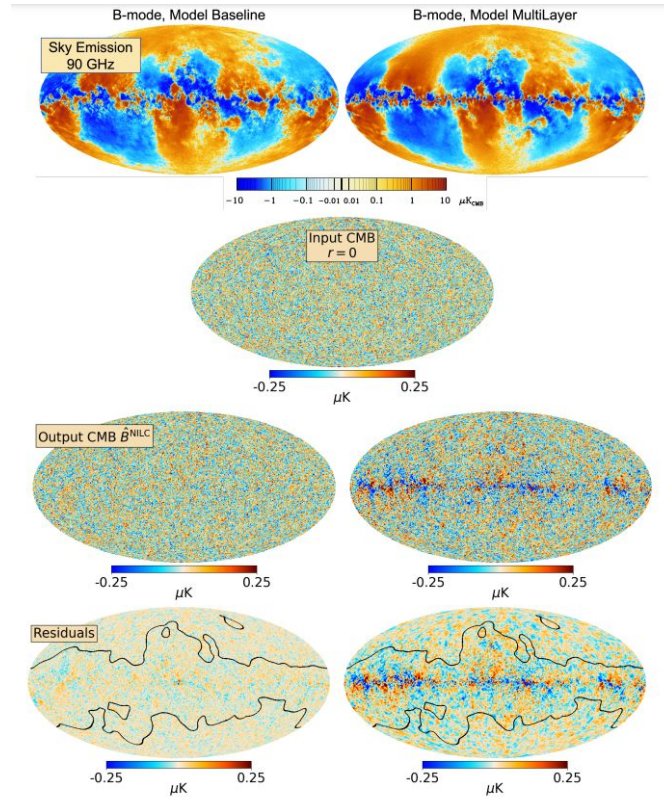 B-mode, Model Baseline
B-mode, Model MultiLayer
Sky Emission
90 GHz
−10 −1 −0.1 −0.01 0.01 0.1 1 10 μK_CMB
Input CMB
r = 0
-0.25 0.25
μK
Output CMB B̂^NILC
-0.25 0.25
μK
-0.25 0.25
μK
Residuals
-0.25 0.25
μK
-0.25 0.25
μK